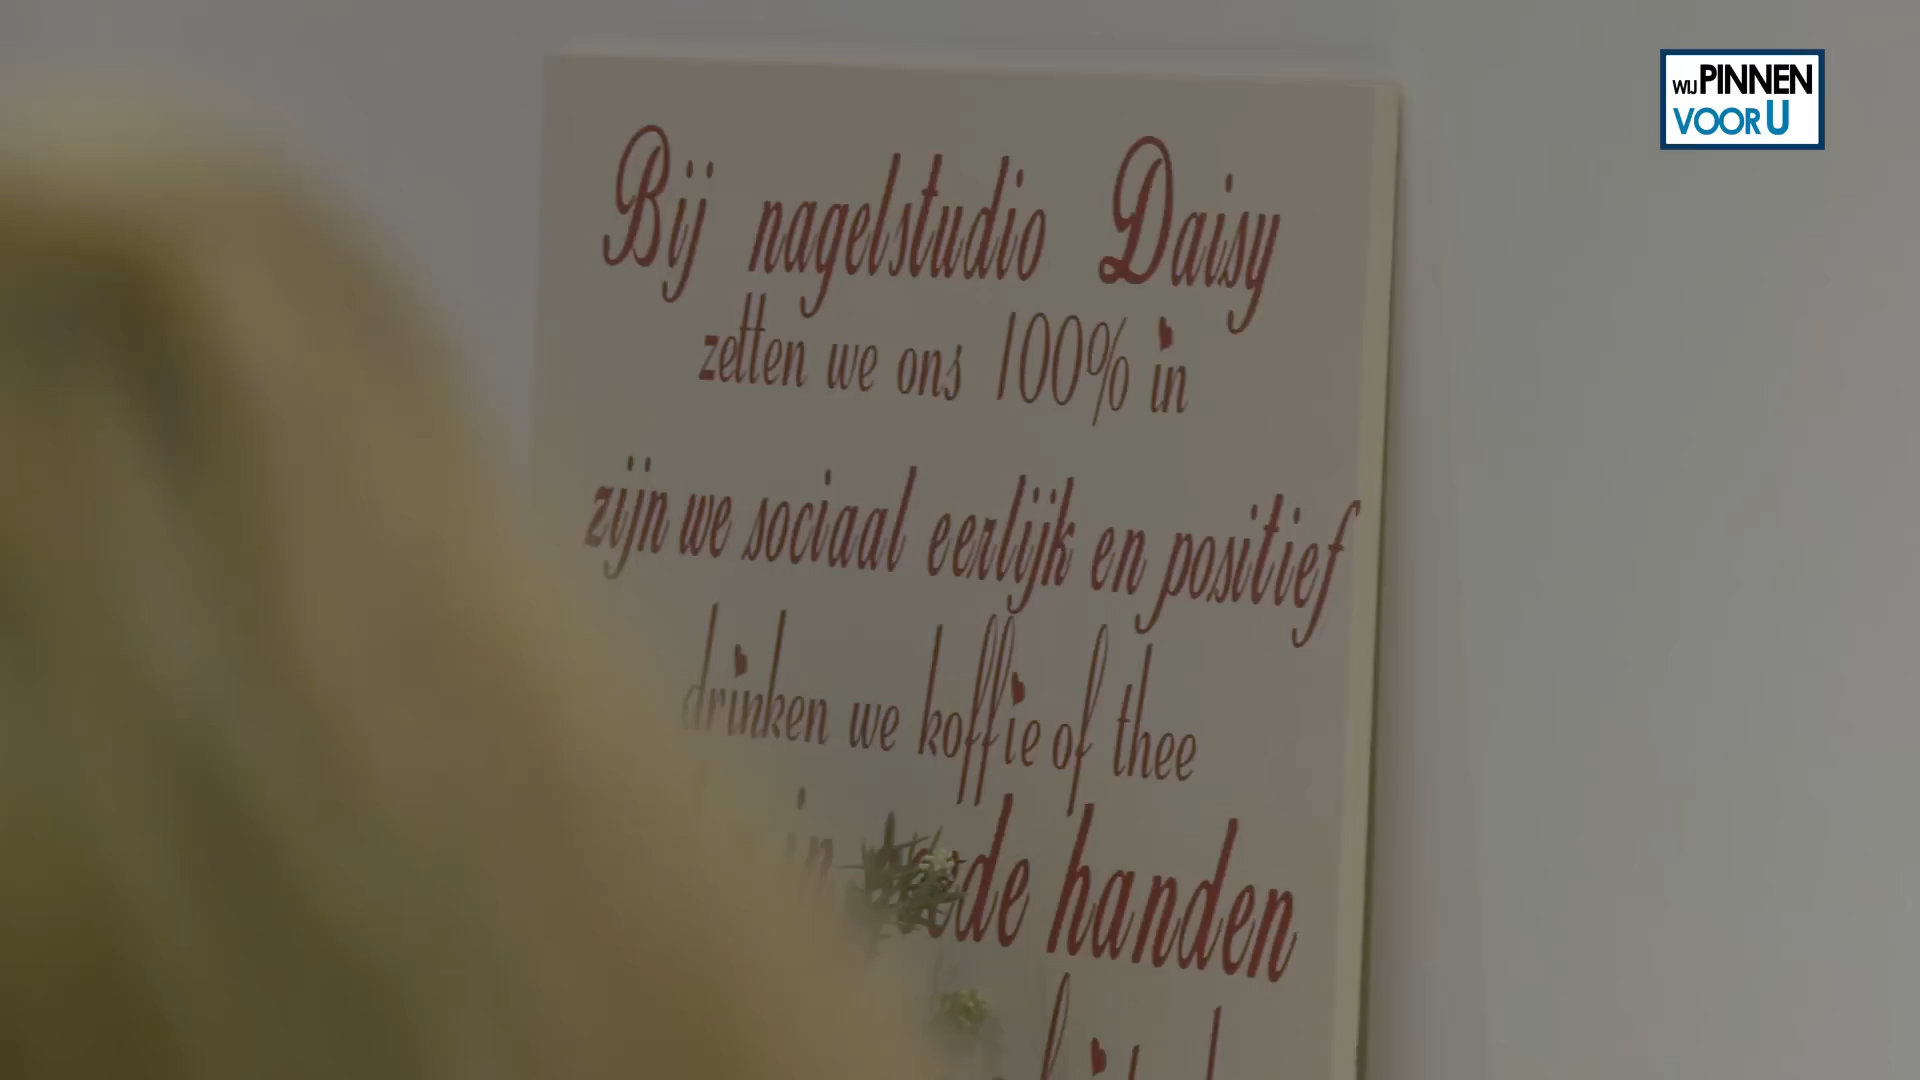 WIJ PINNEN
VOOR U
Bij nagelstudio Daisy
zetten we ons 100% in
zijn we sociaal eerlijk en positief
drinken we koffie of thee
handen